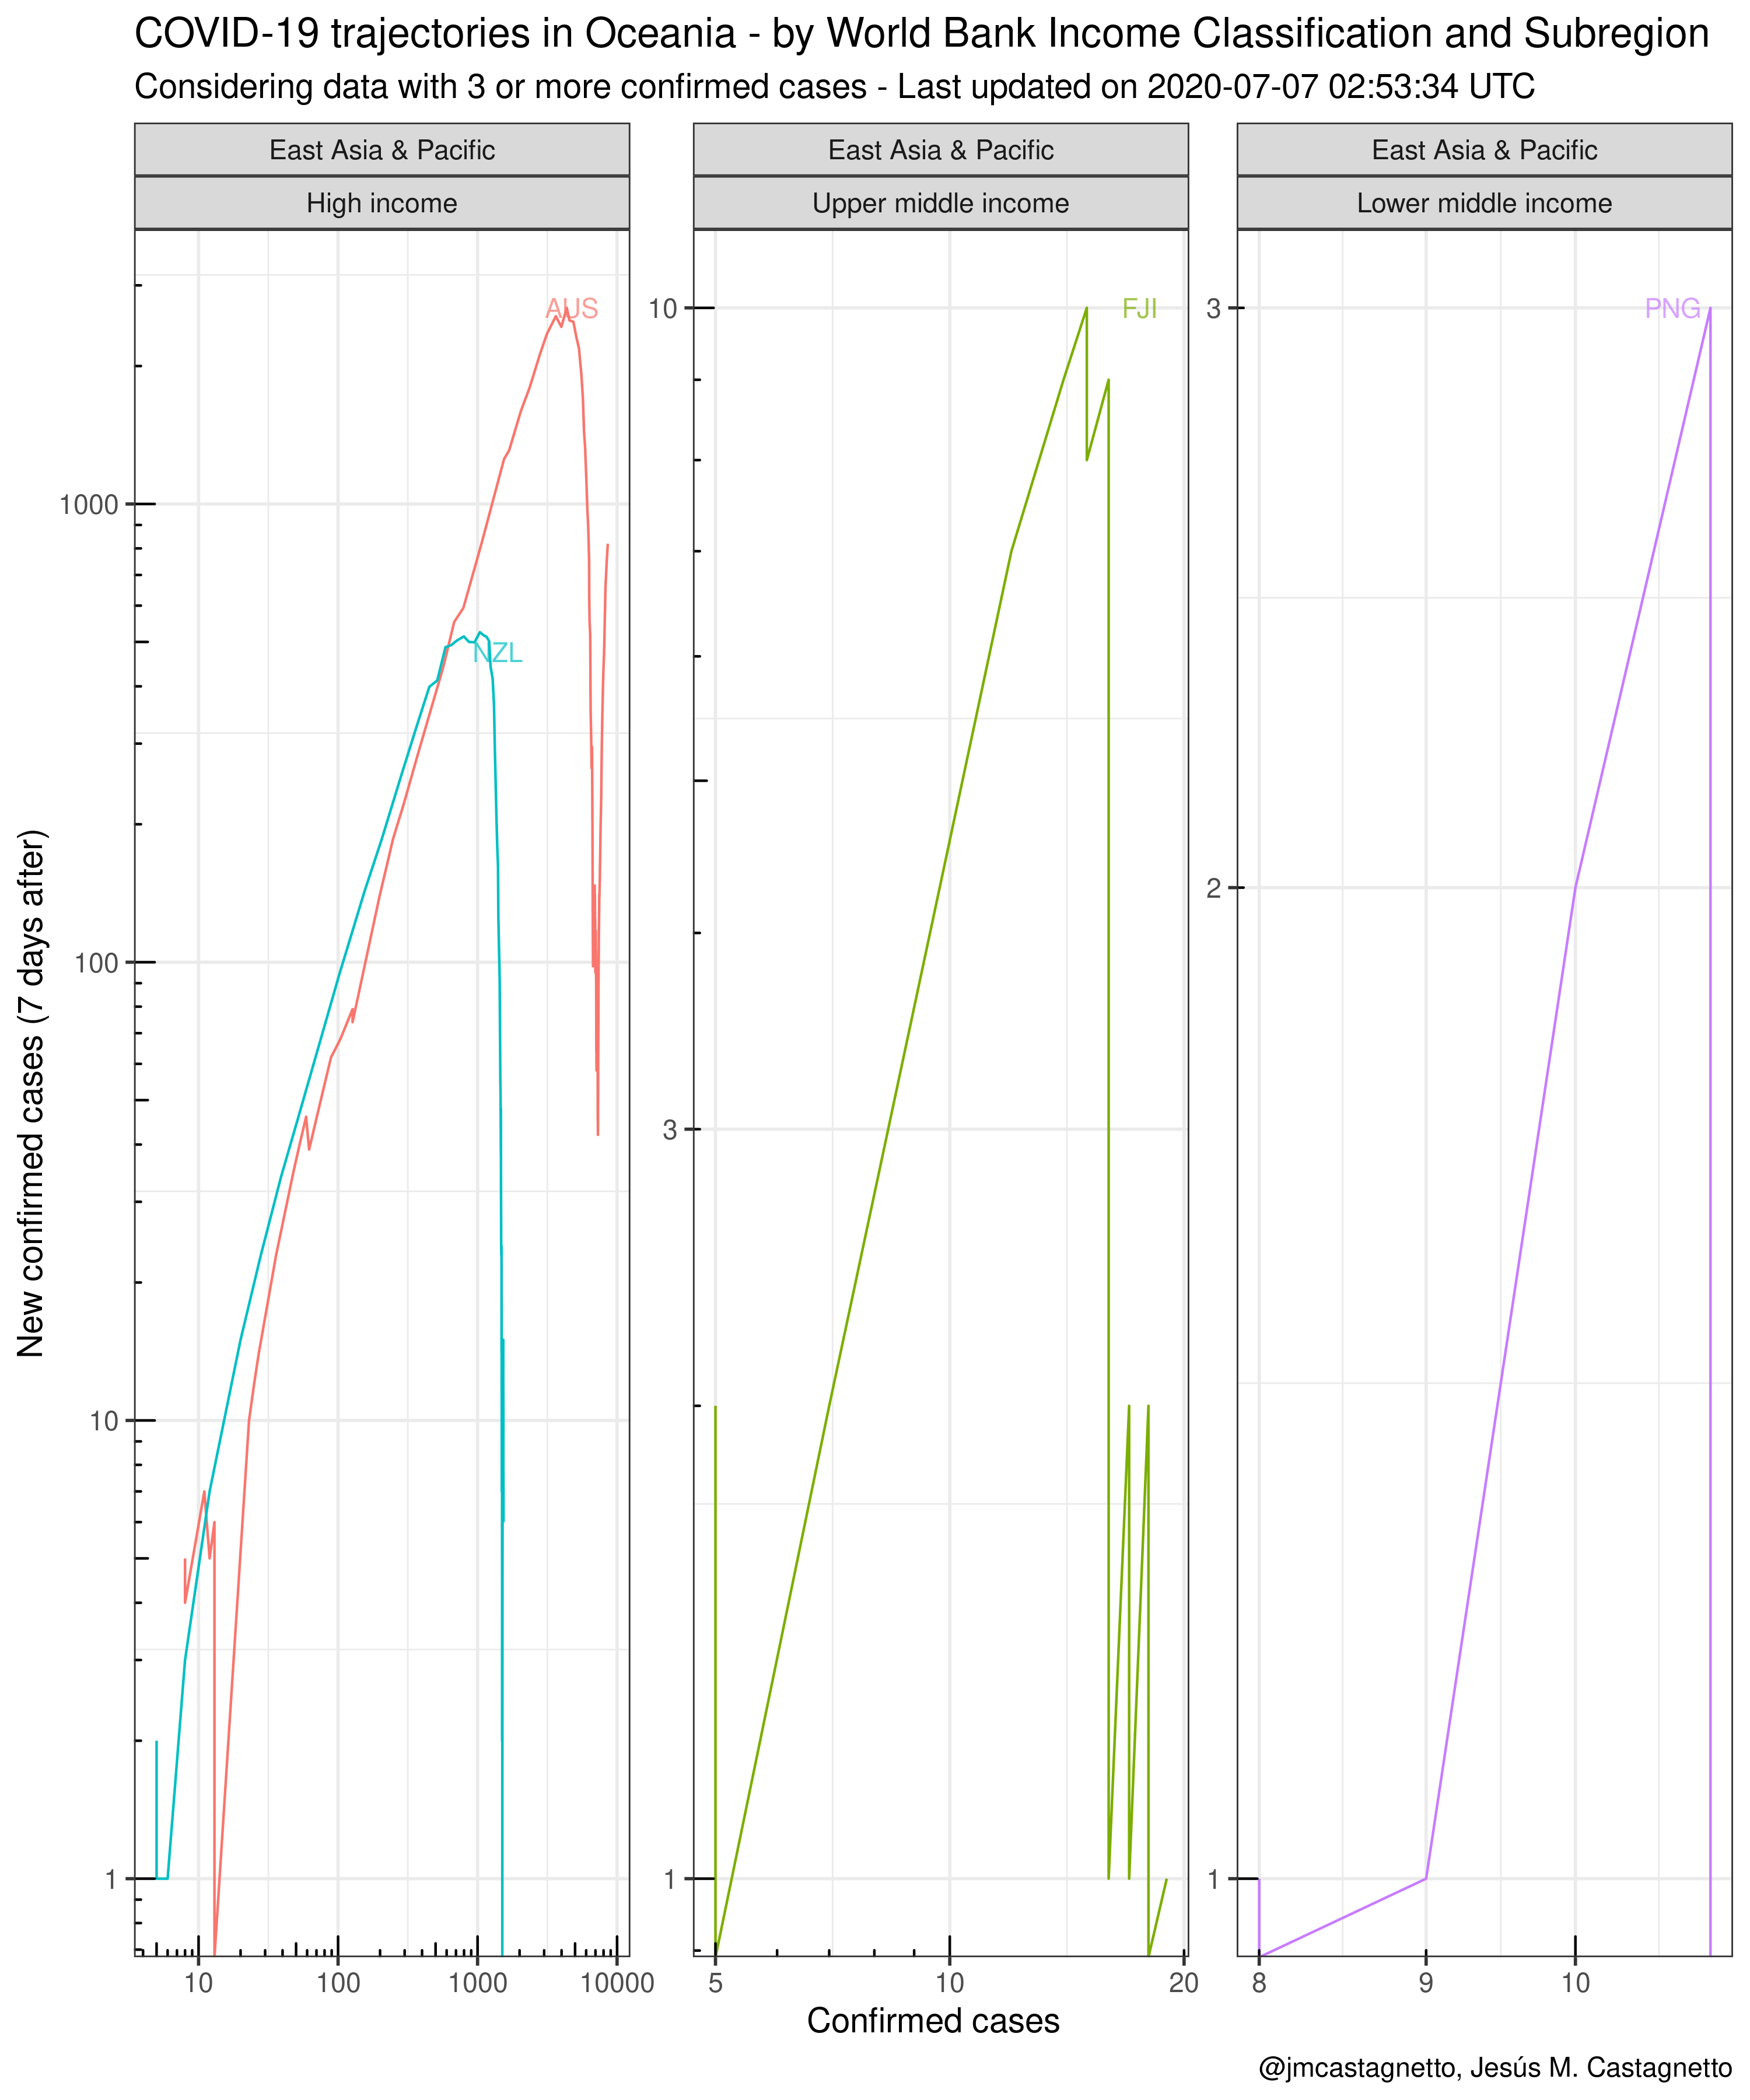 COVID-19 trajectories in Oceania - by World Bank Income Classification and Subregion
Considering data with 3 or more confirmed cases - Last updated on 2020-07-07 02:53:34 UTC
East Asia & Pacific
High income
East Asia & Pacific
Upper middle income
East Asia & Pacific
Lower middle income
New confirmed cases (7 days after)
1000
100
10
1
AUS
NZL
10 100 1000 10000
10
3
1
FJI
5 10 20
3
2
1
PNG
8 9 10
Confirmed cases
@jmcastagnetto, Jesús M. Castagnetto